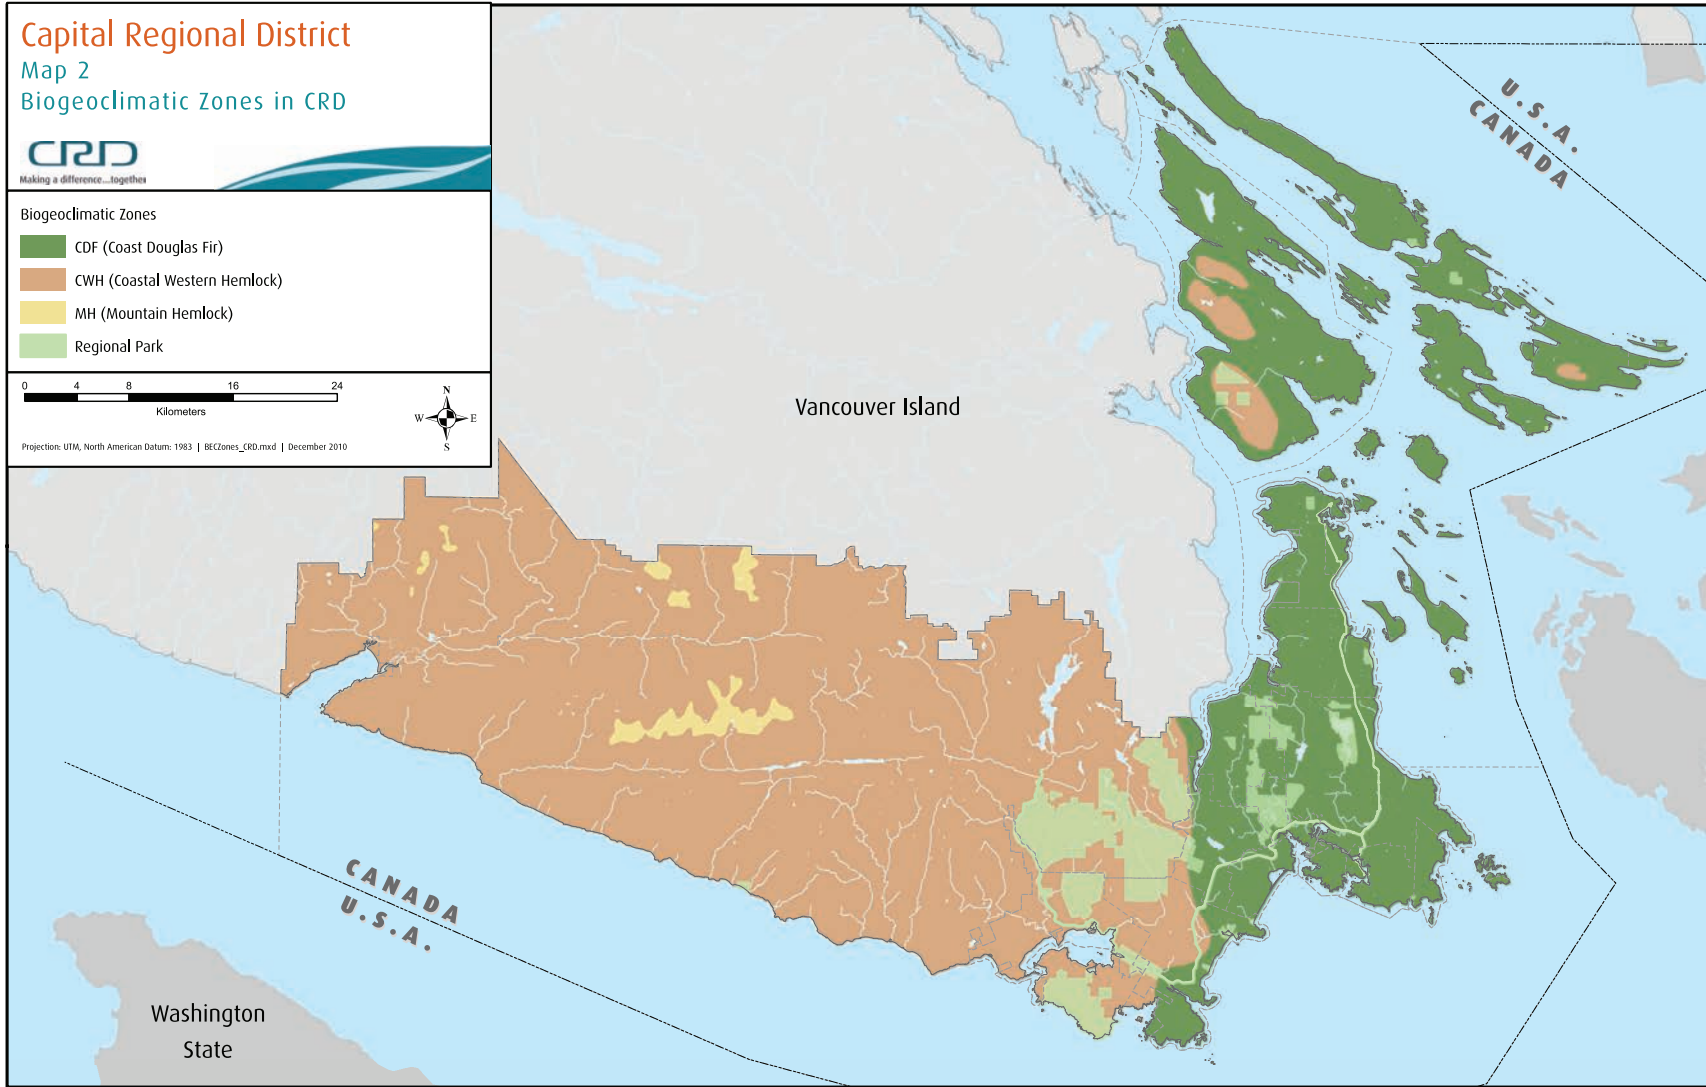 Capital Regional District
Map 2
Biogeoclimatic Zones in CRD
CRD
Making a difference...together
Biogeoclimatic Zones
CDF (Coast Douglas Fir)
CWH (Coastal Western Hemlock)
MH (Mountain Hemlock)
Regional Park
0 4 8 16 24
Kilometers
N
W E
S
Projection: UTM, North American Datum: 1983 | BECZones_CRD.mxd | December 2010
U.S.A.
CANADA
Vancouver Island
CANADA
U.S.A.
Washington
State